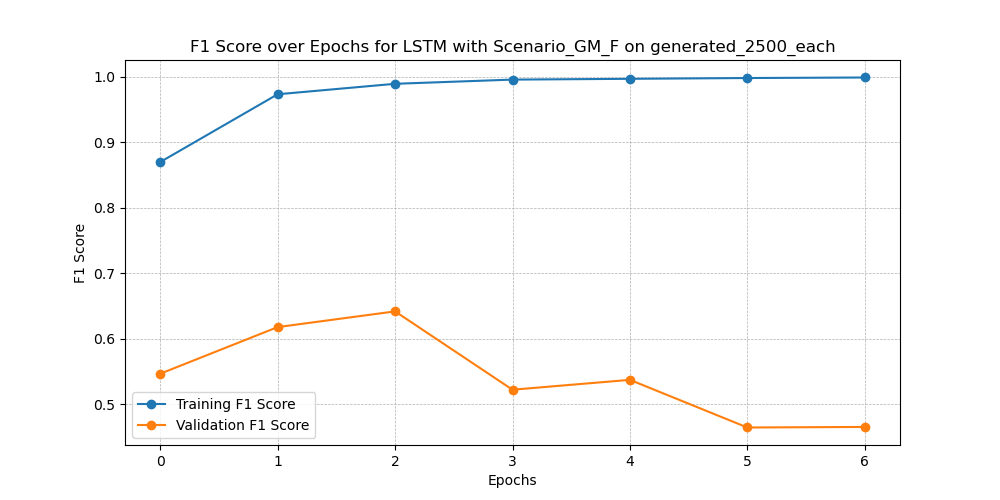 F1 Score over Epochs for LSTM with Scenario_GM_F on generated_2500_each
F1 Score
1.0
0.9
0.8
0.7
0.6
0.5
Training F1 Score
Validation F1 Score
0 1 2 3 4 5 6
Epochs